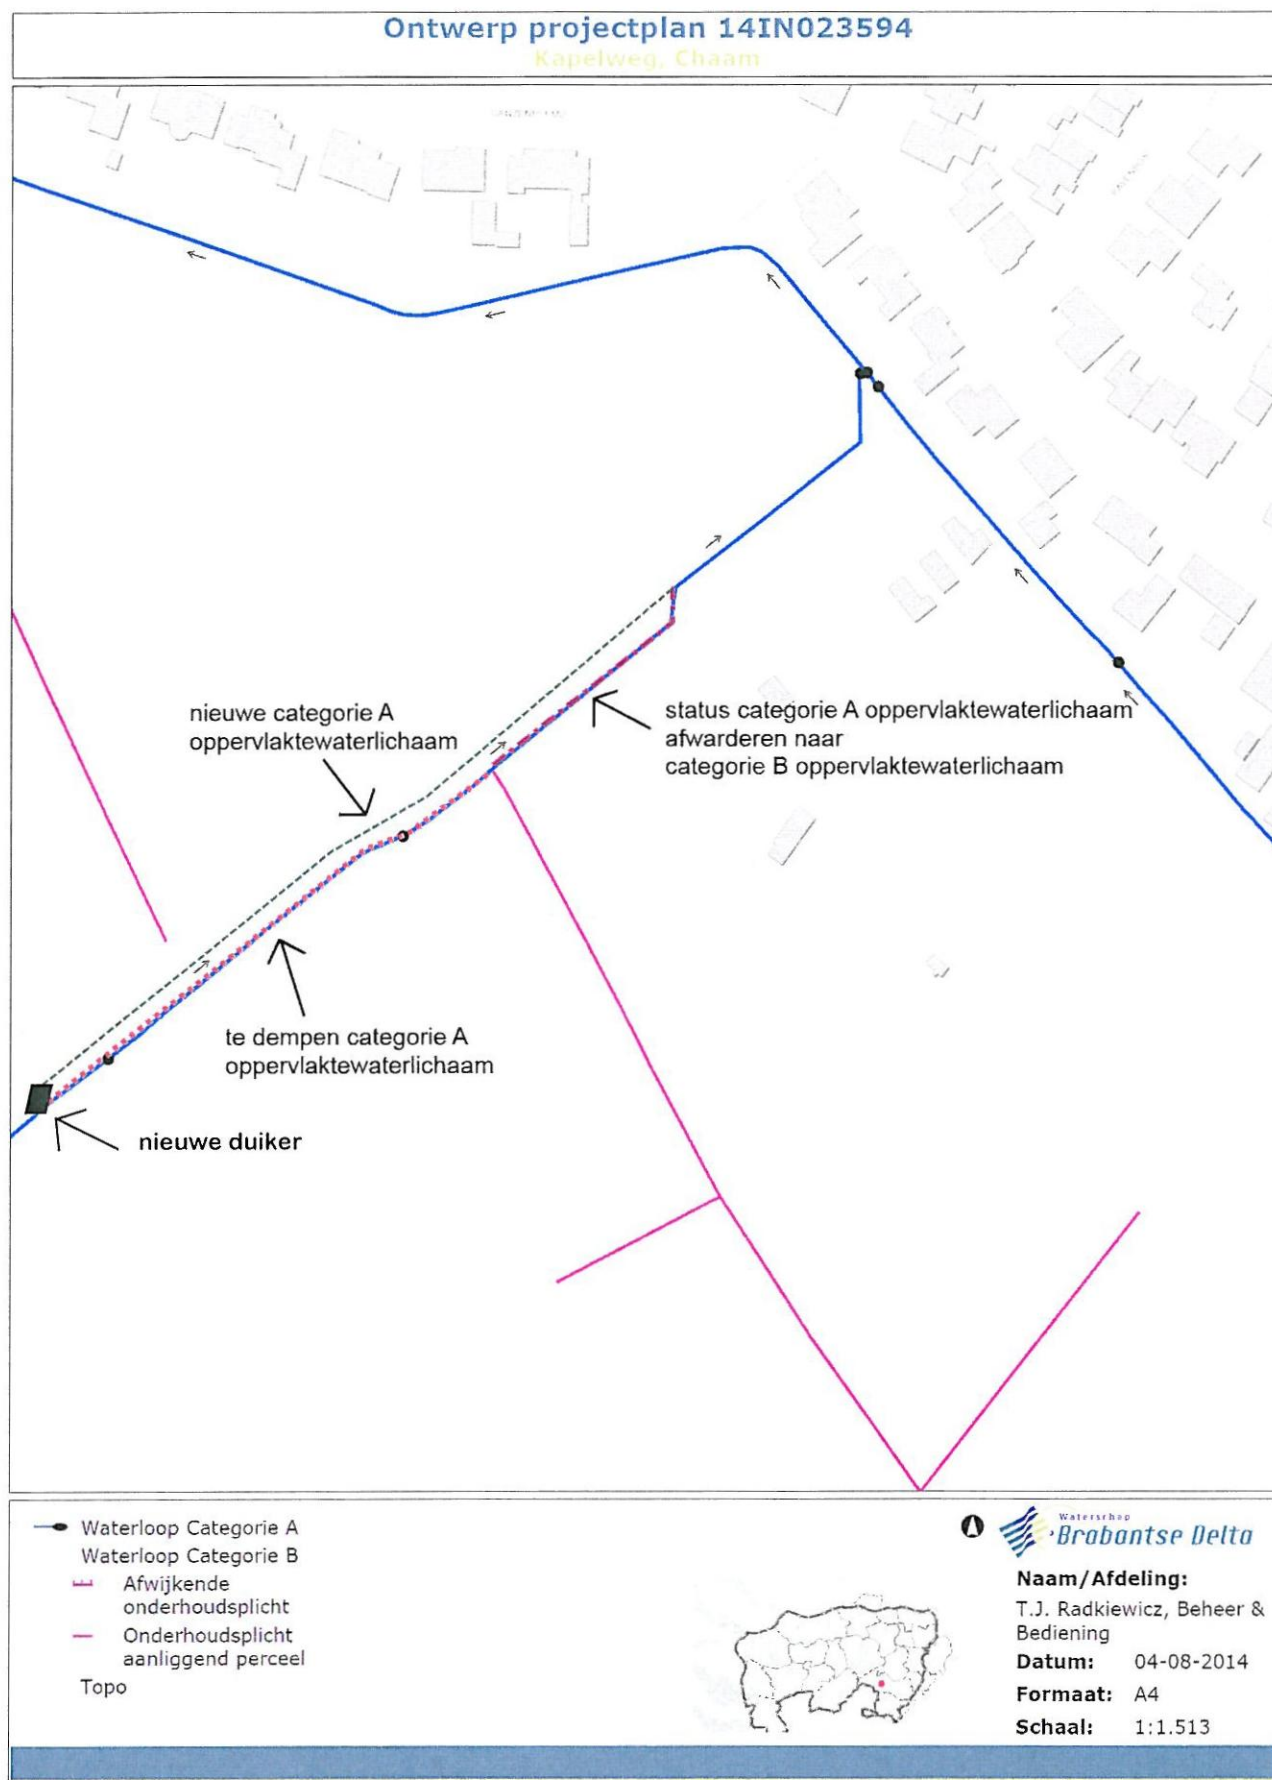 Ontwerp projectplan 14IN023594
Kapelweg, Chaam
nieuwe categorie A
oppervlaktewaterlichaam
status categorie A oppervlaktewaterlichaam
afwarderen naar
categorie B oppervlaktewaterlichaam
te dempen categorie A
oppervlaktewaterlichaam
nieuwe duiker
Waterloop Categorie A
Waterloop Categorie B
Afwijkende
onderhoudsplicht
Onderhoudsplicht
aanliggend perceel
Topo
Waterschap
Brabantse Delta
Naam/Afdeling:
T.J. Radkiewicz, Beheer &
Bediening
Datum: 04-08-2014
Formaat: A4
Schaal: 1:1.513